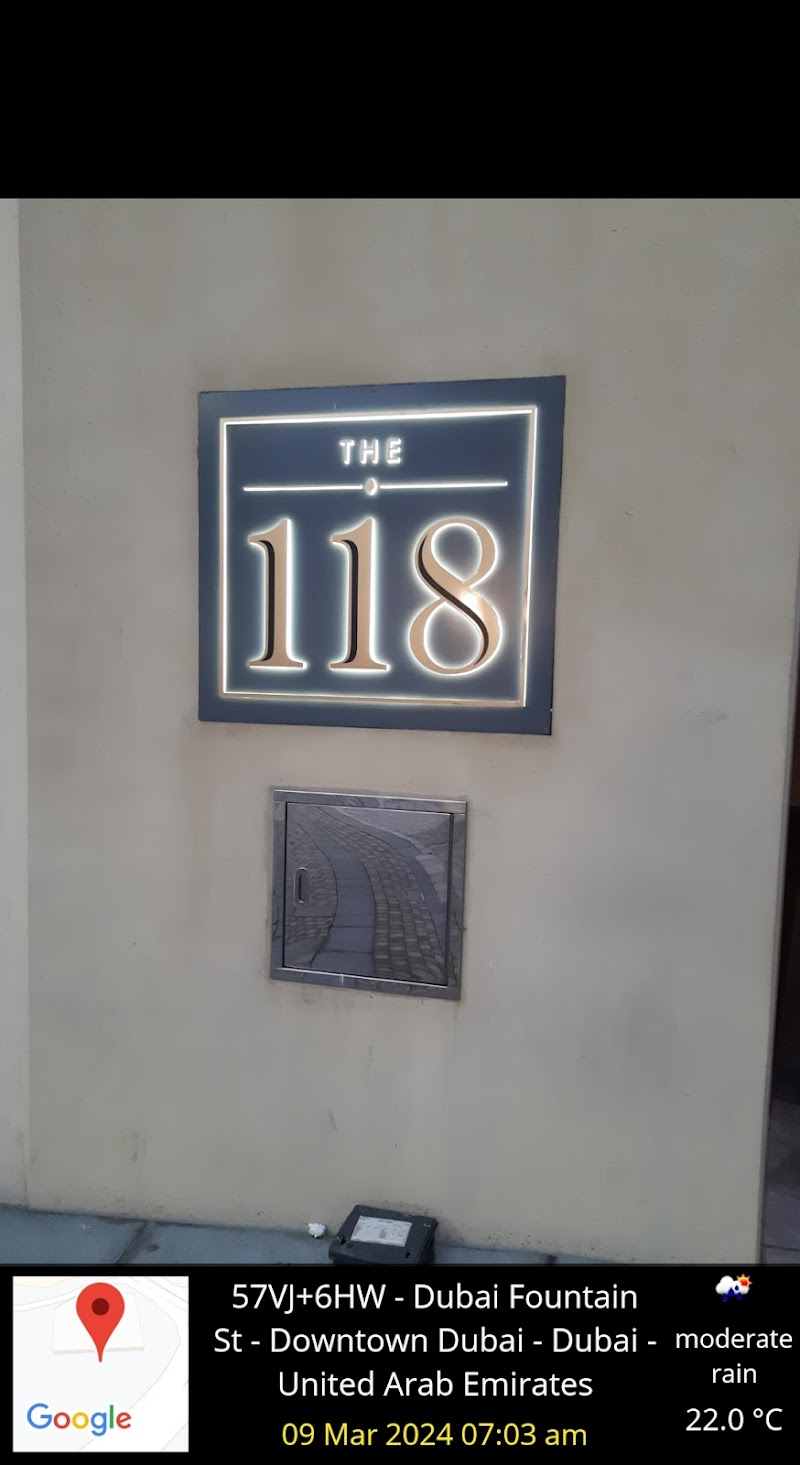 THE
118
57VJ+6HW - Dubai Fountain
St - Downtown Dubai - Dubai -
United Arab Emirates
09 Mar 2024 07:03 am
moderate
rain
22.0 °C
Google